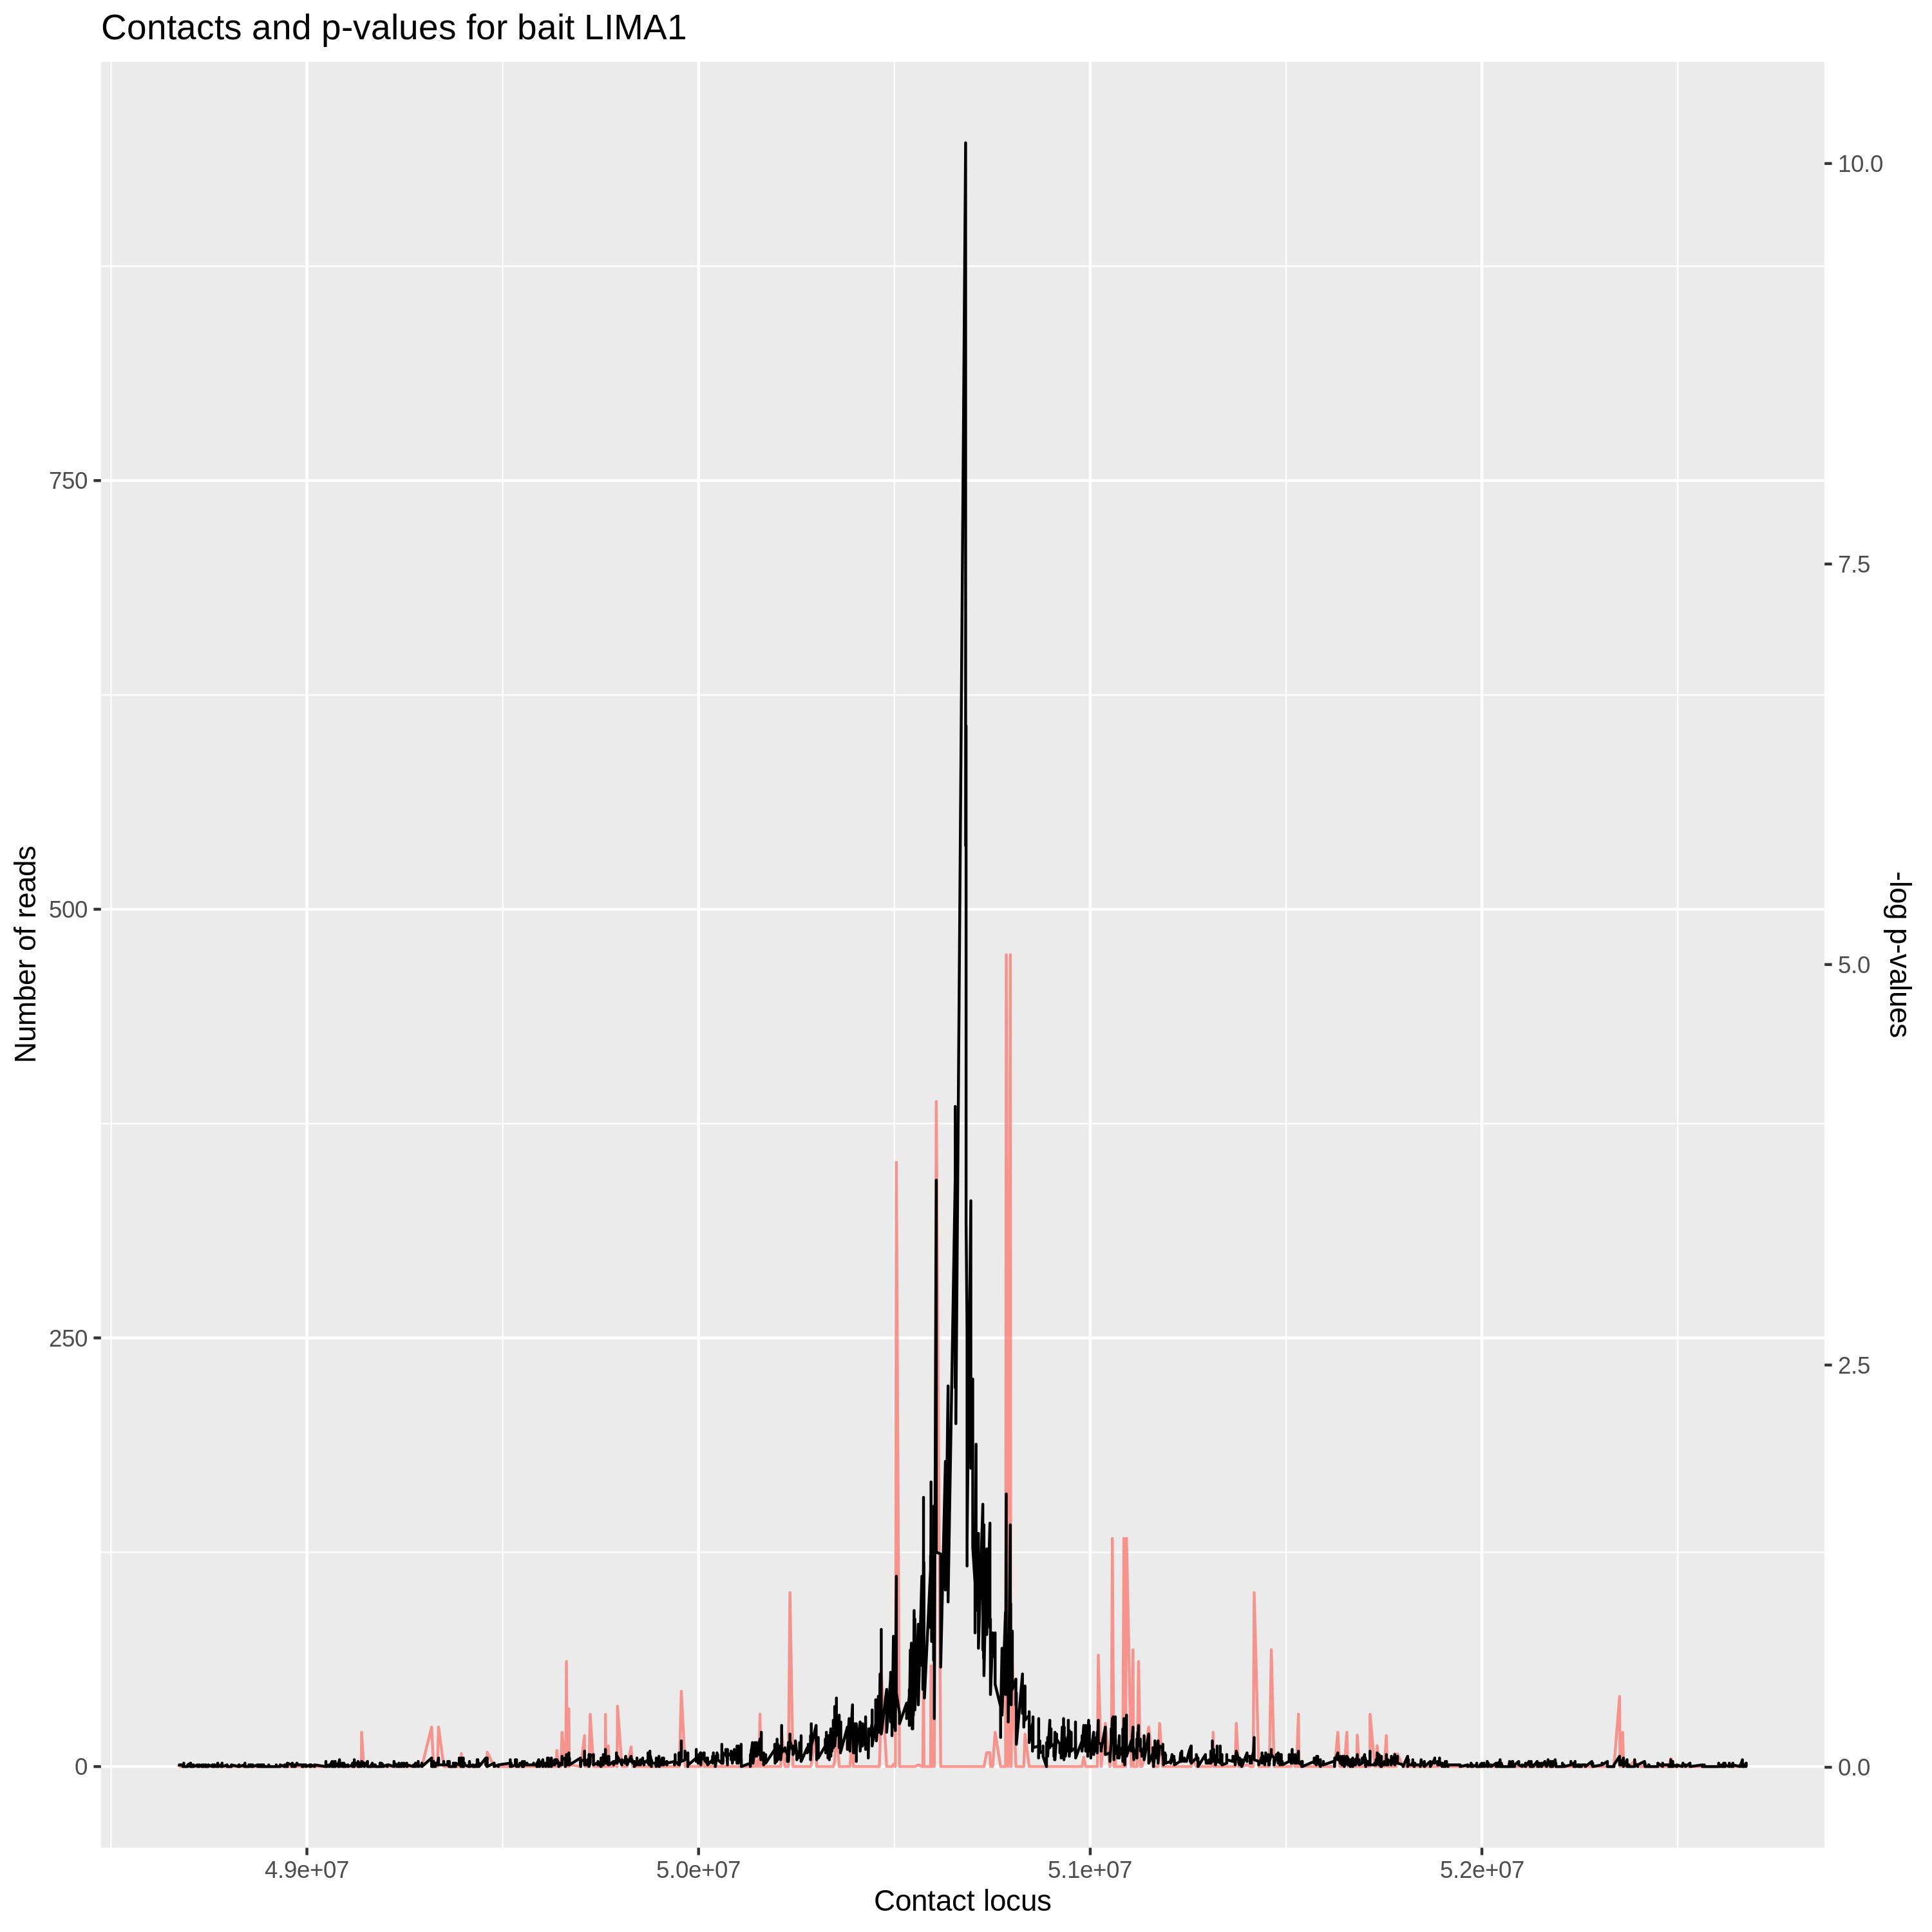 Contacts and p-values for bait LIMA1
10.0
750
7.5
Number of reads
500
5.0
-log p-values
250
2.5
0
0.0
4.9e+07 5.0e+07 5.1e+07 5.2e+07
Contact locus